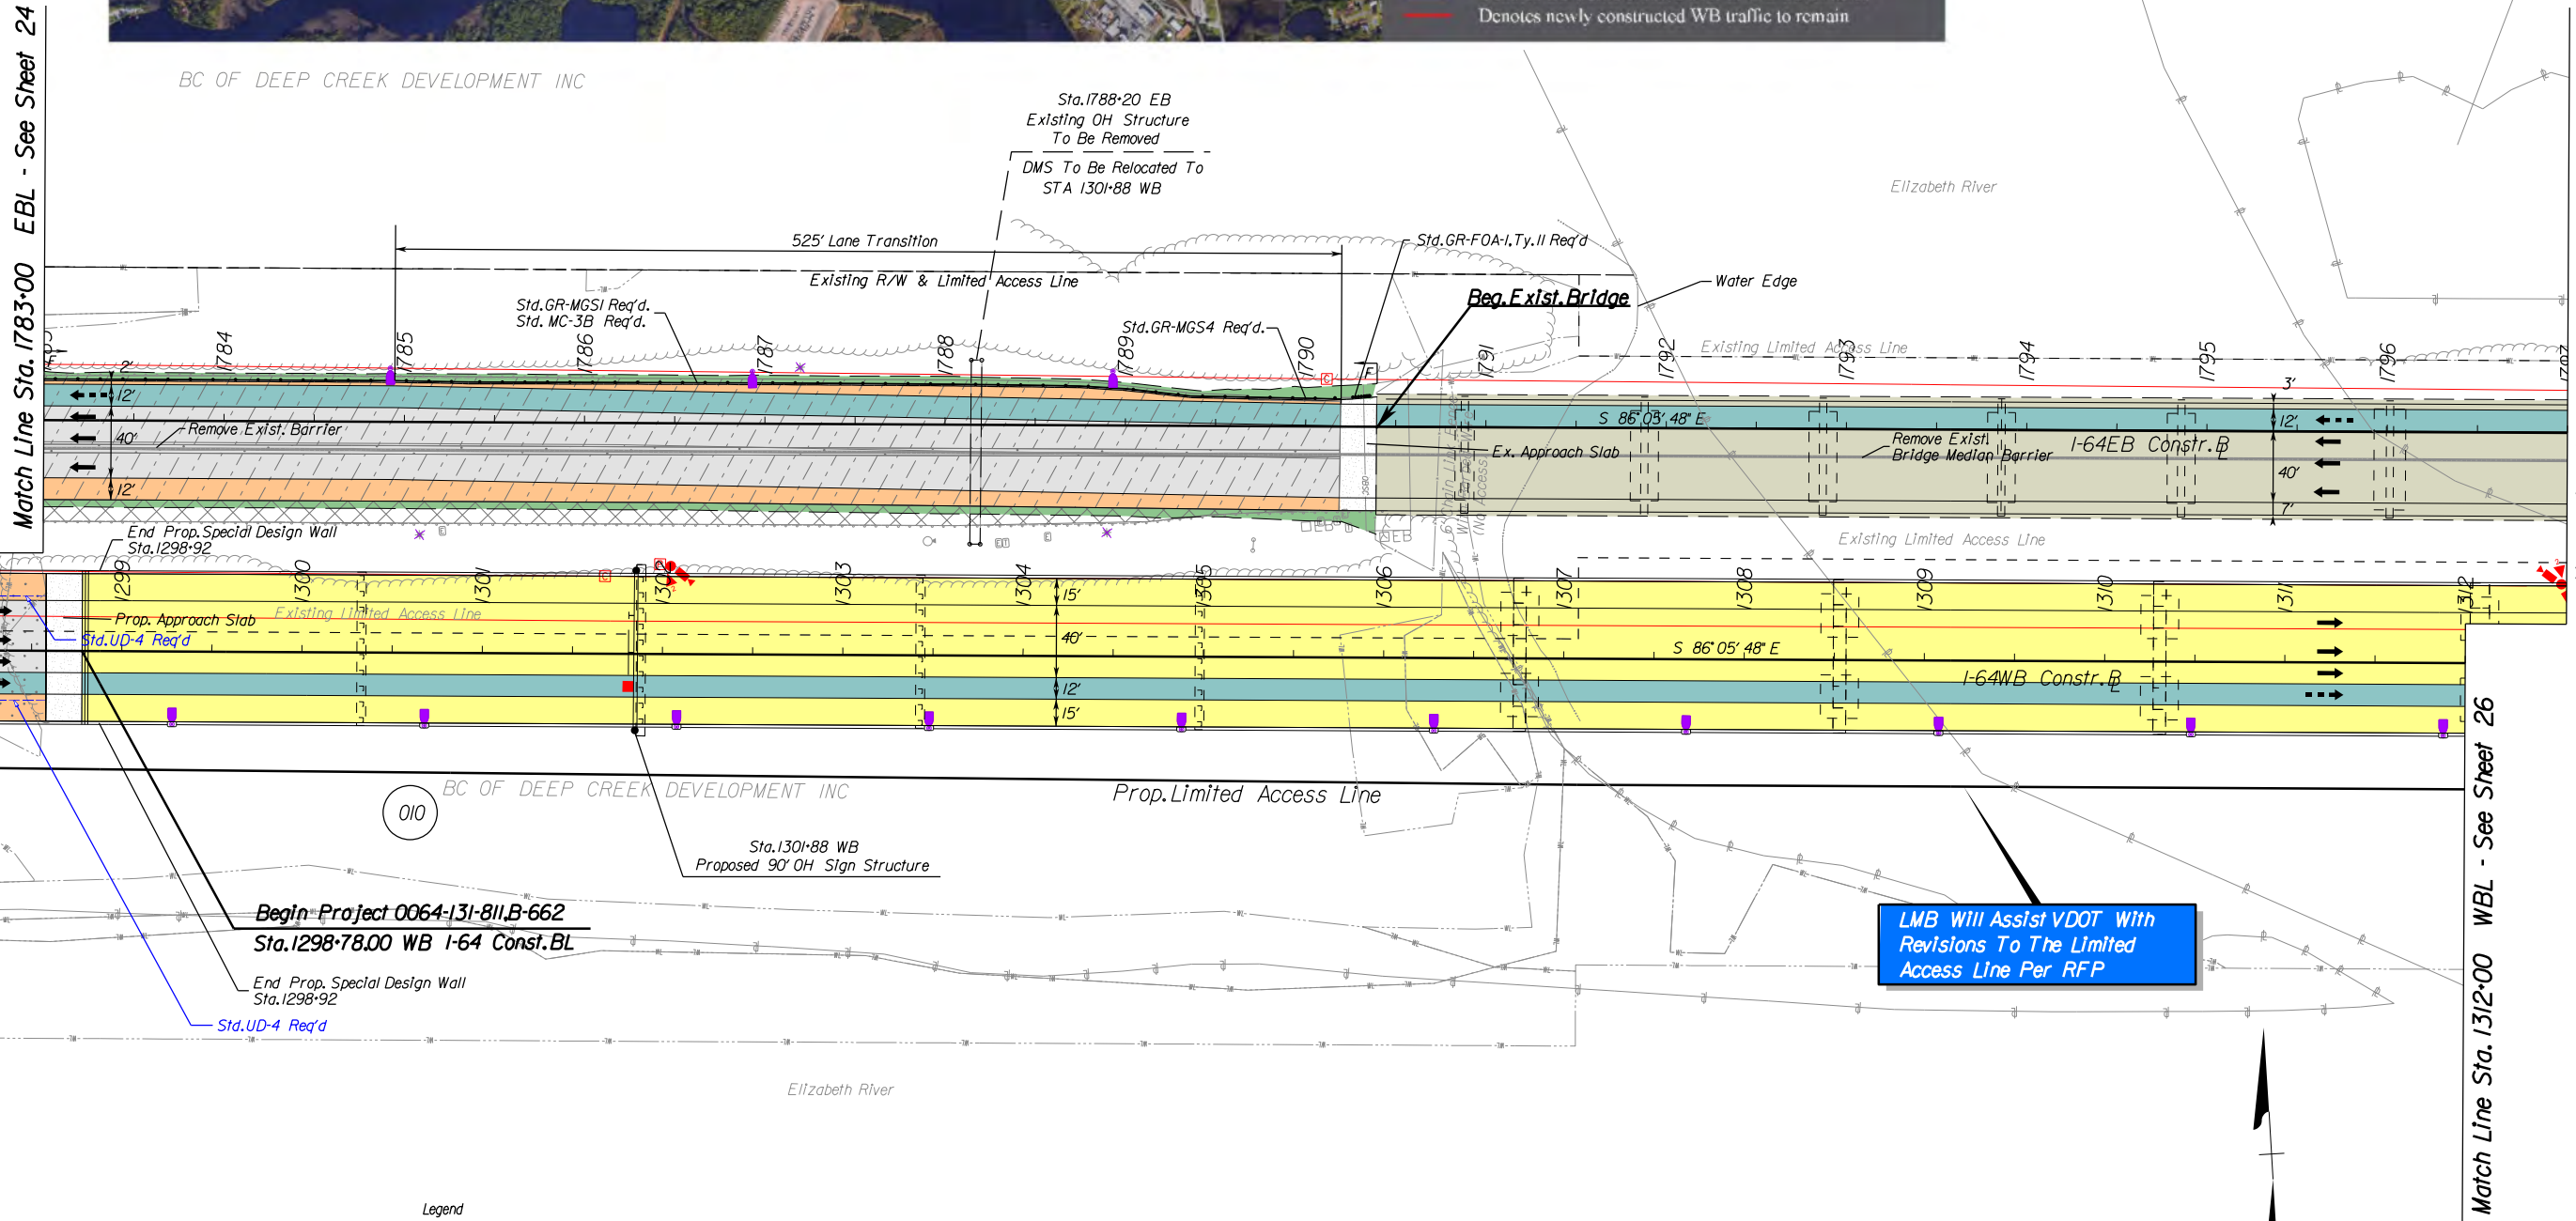 Denotes newly constructed WB traffic to remain
Match Line Sta. 1783+00 EBL - See Sheet 24
BC OF DEEP CREEK DEVELOPMENT INC
Sta.1788+20 EB
Existing OH Structure
To Be Removed
DMS To Be Relocated To
STA 1301+88 WB
Elizabeth River
525' Lane Transition
Std.GR-FOA-1,Ty.II Req'd
Existing R/W & Limited Access Line
Water Edge
Beg.Exist.Bridge
Std.GR-MGS1 Req'd.
Std. MC-3B Req'd.
Std.GR-MGS4 Req'd.
1784
1785
1786
1787
1788
1789
1790
1791
1792
1793
1794
1795
1796
Existing Limited Access Line
F
F
C
2'
12'
40'
12'
Remove Exist. Barrier
S 86°05'48" E
Ex. Approach Slab
Remove Exist.
Bridge Median Barrier
I-64EB Constr.BL
3'
12'
40'
7'
Existing Limited Access Line
End Prop.Special Design Wall
Sta.1298+92
1299
1300
1301
1302
1303
1304
1305
1306
1307
1308
1309
1310
1311
1312
Existing Limited Access Line
Prop. Approach Slab
Std.UD-4 Req'd
15'
40'
12'
15'
S 86°05'48" E
I-64WB Constr.BL
BC OF DEEP CREEK DEVELOPMENT INC
010
Prop.Limited Access Line
Sta.1301+88 WB
Proposed 90' OH Sign Structure
Begin Project 0064-131-811,B-662
Sta.1298+78.00 WB I-64 Const.BL
End Prop. Special Design Wall
Sta.1298+92
Std.UD-4 Req'd
LMB Will Assist VDOT With
Revisions To The Limited
Access Line Per RFP
Elizabeth River
Match Line Sta. 1312+00 WBL - See Sheet 26
Legend